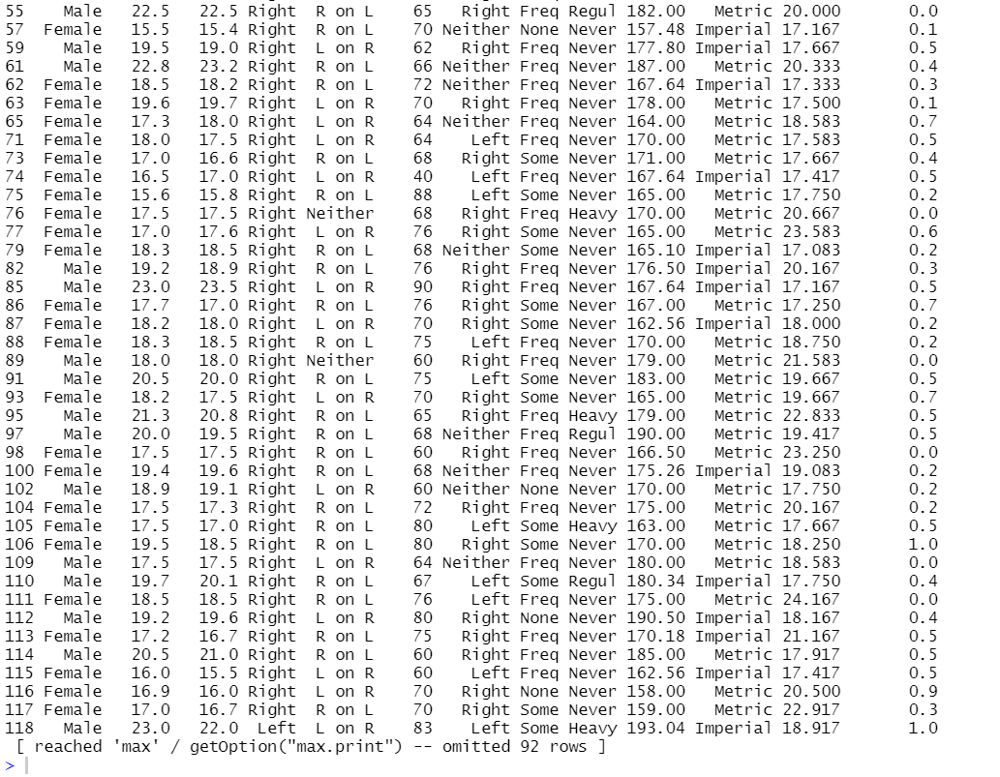 55 Male 22.5 22.5 Right R on L 65 Right Freq Regul 182.00 Metric 20.000 0.0
57 Female 15.5 15.4 Right R on L 70 Neither None Never 157.48 Imperial 17.167 0.1
59 Male 19.5 19.0 Right R on L 62 Right Freq Never 177.80 Imperial 17.667 0.5
61 Male 22.8 23.2 Right R on L 66 Neither Freq Never 187.00 Metric 20.333 0.4
62 Female 18.5 18.2 Right R on L 72 Neither Freq Never 167.64 Imperial 17.333 0.3
63 Female 19.6 19.7 Right L on R 70 Right Freq Never 178.00 Metric 17.500 0.1
65 Female 17.3 18.0 Right L on R 64 Neither Freq Never 164.00 Metric 18.583 0.7
71 Female 18.0 17.5 Right L on R 64 Left Freq Never 170.00 Metric 17.583 0.5
73 Female 17.0 16.6 Right R on L 68 Right Some Never 171.00 Metric 17.667 0.4
74 Female 16.5 17.0 Right L on R 40 Left Freq Never 167.64 Imperial 17.417 0.5
75 Female 15.6 15.8 Right R on L 88 Left Some Never 165.00 Metric 17.750 0.2
76 Female 17.5 17.5 Right Neither 68 Right Freq Heavy 170.00 Metric 20.667 0.0
77 Female 17.0 17.6 Right L on R 76 Right Some Never 165.00 Metric 23.583 0.6
79 Female 18.3 18.5 Right R on L 68 Neither Some Never 165.10 Imperial 17.083 0.2
82 Male 19.2 18.9 Right R on L 76 Right Freq Never 176.50 Imperial 20.167 0.3
85 Male 23.0 23.5 Right L on R 90 Right Freq Never 167.64 Imperial 17.167 0.5
86 Female 17.7 17.0 Right R on L 76 Right Some Never 167.00 Metric 17.250 0.7
87 Female 18.2 18.0 Right L on R 70 Right Some Never 162.56 Imperial 18.000 0.2
88 Female 18.3 18.5 Right R on L 75 Left Freq Never 170.00 Metric 18.750 0.2
89 Male 18.0 18.0 Right Neither 60 Right Freq Never 179.00 Metric 21.583 0.0
91 Male 20.5 20.0 Right R on L 75 Left Some Never 183.00 Metric 19.667 0.5
93 Female 18.2 17.5 Right L on R 70 Right Some Never 165.00 Metric 19.667 0.7
95 Male 21.3 20.8 Right R on L 65 Right Freq Heavy 179.00 Metric 22.833 0.5
97 Male 20.0 19.5 Right R on L 68 Neither Freq Regul 190.00 Metric 19.417 0.5
98 Female 17.5 17.5 Right R on L 60 Right Freq Never 166.50 Metric 23.250 0.0
100 Female 19.4 19.6 Right R on L 68 Neither Freq Never 175.26 Imperial 19.083 0.2
102 Male 18.9 19.1 Right L on R 60 Neither None Never 170.00 Metric 17.750 0.2
104 Female 17.5 17.3 Right R on L 72 Right Freq Never 175.00 Metric 20.167 0.2
105 Female 17.5 17.0 Right R on L 80 Left Some Heavy 163.00 Metric 17.667 0.5
106 Female 19.5 18.5 Right R on L 80 Right Some Never 170.00 Metric 18.250 1.0
109 Male 17.5 17.5 Right L on R 64 Neither Freq Never 180.00 Metric 18.583 0.0
110 Male 19.7 20.1 Right R on L 67 Left Some Regul 180.34 Imperial 17.750 0.4
111 Female 18.5 18.5 Right R on L 76 Left Freq Never 175.00 Metric 24.167 0.0
112 Male 19.2 19.6 Right L on R 80 Right None Never 190.50 Imperial 18.167 0.4
113 Female 17.2 16.7 Right R on L 75 Right Freq Never 170.18 Imperial 21.167 0.5
114 Male 20.5 21.0 Right R on L 60 Right Freq Never 185.00 Metric 17.917 0.5
115 Female 16.0 15.5 Right L on R 60 Left Freq Never 162.56 Imperial 17.417 0.5
116 Female 16.9 16.0 Right L on R 70 Right None Never 158.00 Metric 20.500 0.9
117 Female 17.0 16.7 Right R on L 70 Right Some Never 159.00 Metric 22.917 0.3
118 Male 23.0 22.0 Left L on R 83 Left Some Heavy 193.04 Imperial 18.917 1.0
[ reached 'max' / getOption("max.print") -- omitted 92 rows ]
>